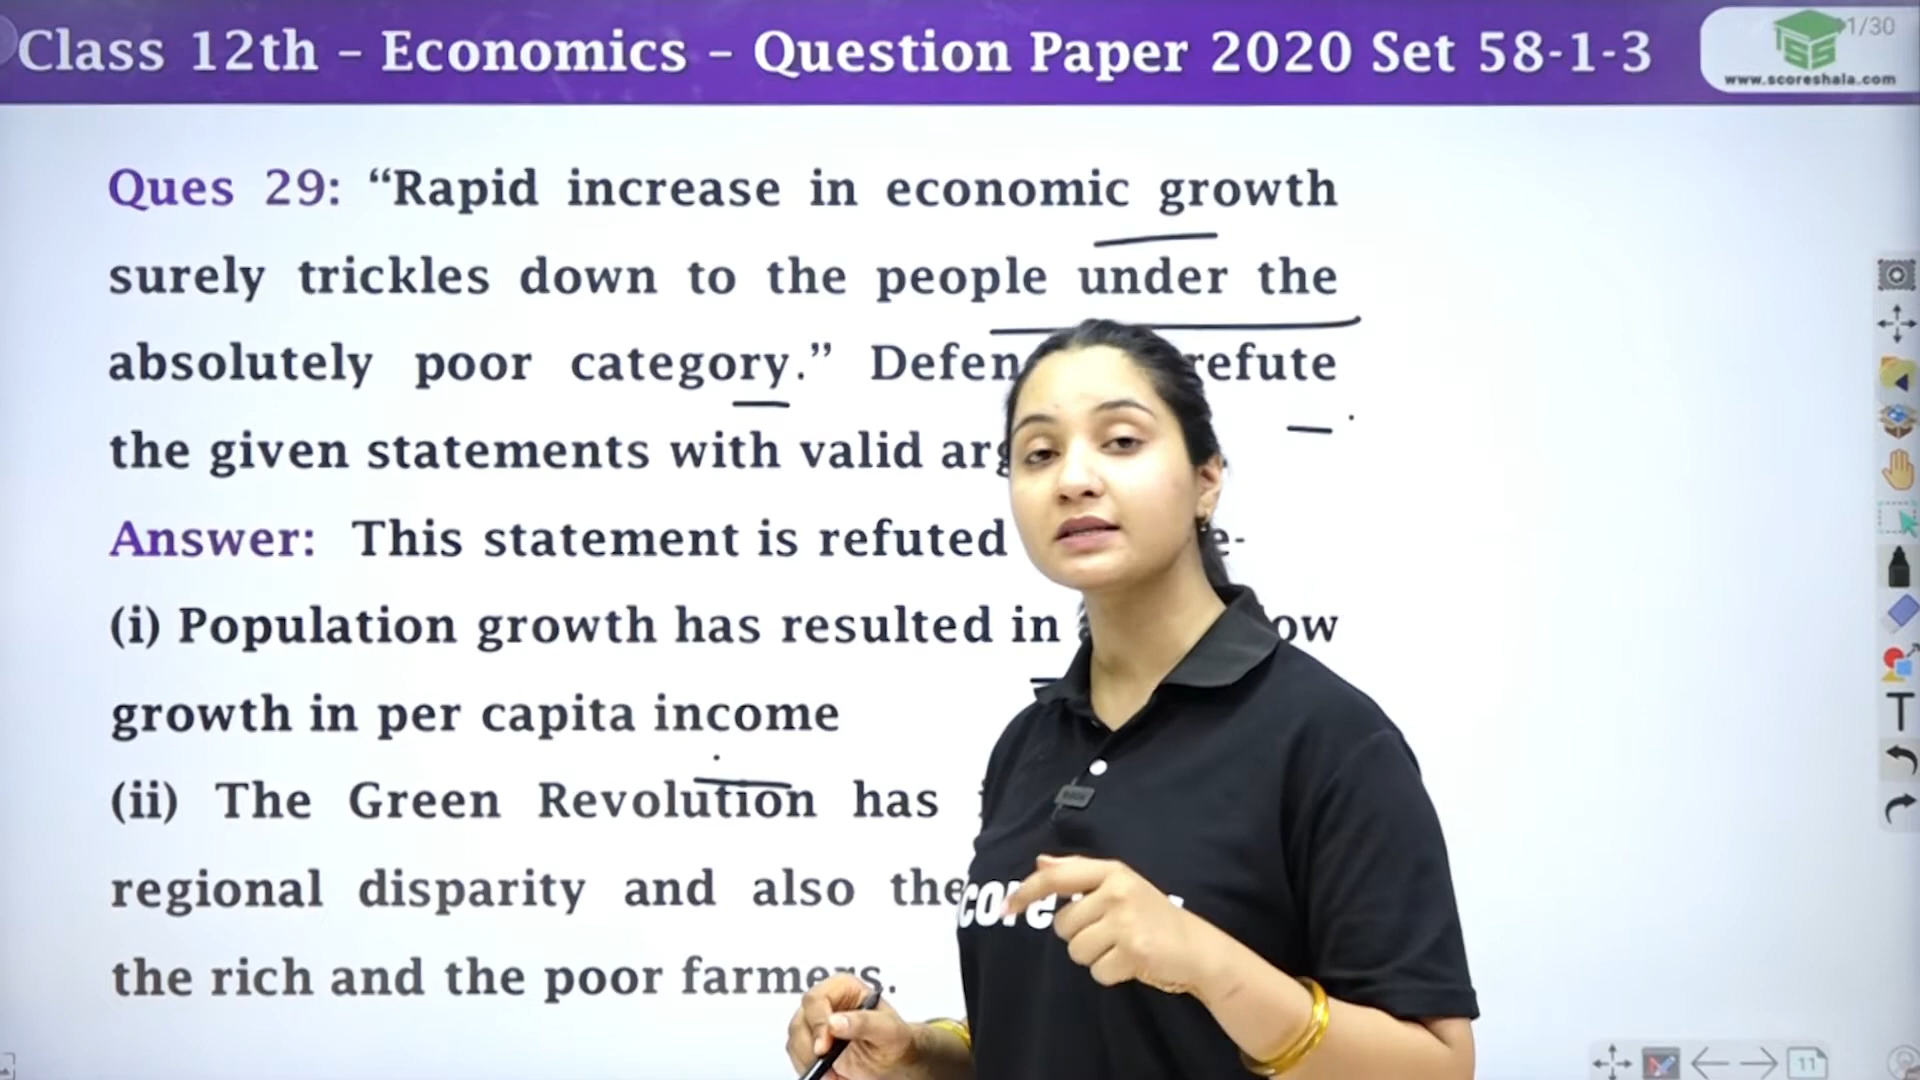 Class 12th – Economics – Question Paper 2020 Set 58-1-3
1/30
www.scoreshala.com
Ques 29: “Rapid increase in economic growth
surely trickles down to the people under the
absolutely poor category.” refute
the given statements with valid
Answer: This statement is refuted
(i) Population growth has resulted in
growth in per capita income
(ii) The Green Revolution has
regional disparity and also the
the rich and the poor farmers.
11